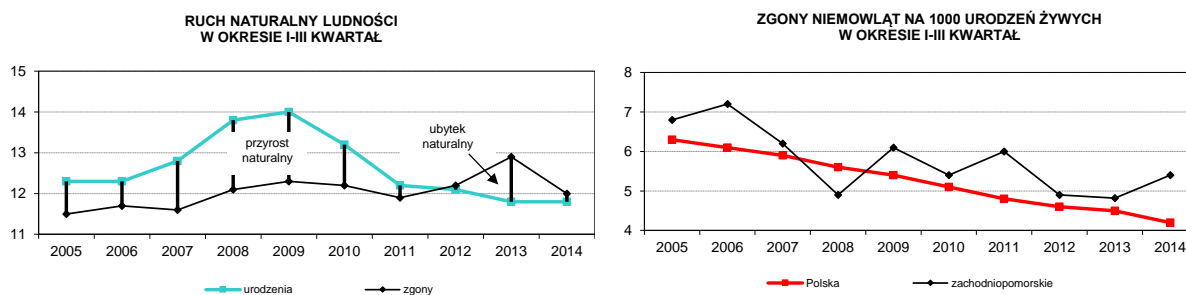 RUCH NATURALNY LUDNOŚCI
W OKRESIE I-III KWARTAŁ
15
14
13
12
11
przyrost
naturalny
ubytek
naturalny
2005 2006 2007 2008 2009 2010 2011 2012 2013 2014
urodzenia zgony
ZGONY NIEMOWLĄT NA 1000 URODZEŃ ŻYWYCH
W OKRESIE I-III KWARTAŁ
8
7
6
5
4
2005 2006 2007 2008 2009 2010 2011 2012 2013 2014
Polska zachodniopomorskie